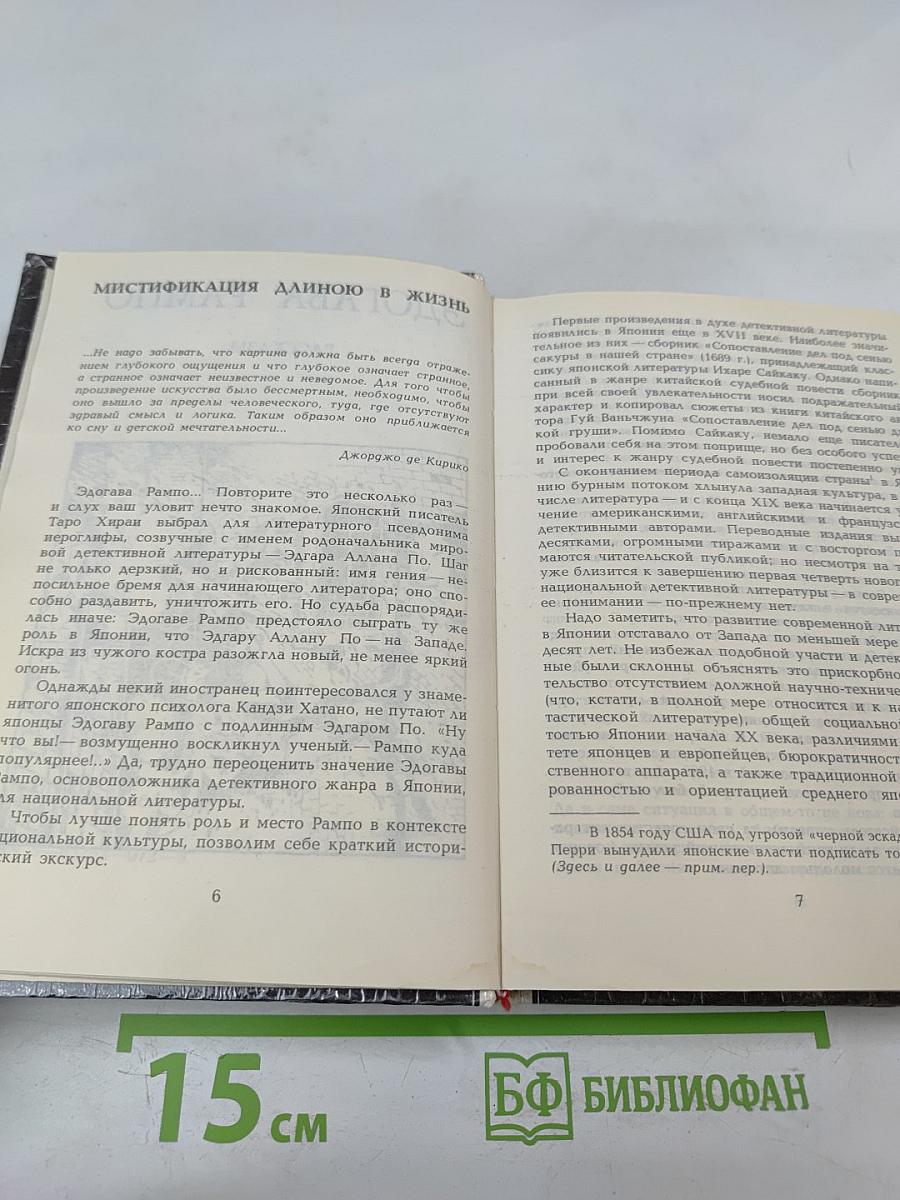 МИСТИФИКАЦИЯ ДЛИНОЮ В ЖИЗНЬ
...Не надо забывать, что картина должна быть всегда отраже-
нием глубокого ощущения и что глубокое означает странное,
а странное означает неизвестное и неведомое. Для того чтобы
произведение искусства было бессмертным, необходимо, чтобы
оно вышло за пределы человеческого, туда, где отсутствуют
здравый смысл и логика. Таким образом оно приближается
ко сну и детской мечтательности...
Джорджо де Кирико
Эдогава Рампо... Повторите это несколько раз —
и слух ваш уловит нечто знакомое. Японский писатель
Таро Хираи выбрал для литературного псевдонима
иероглифы, созвучные с именем родоначальника миро-
вой детективной литературы — Эдгара Аллана По. Шаг
не только дерзкий, но и рискованный: имя гения — не-
посильное бремя для начинающего литератора; оно спо-
собно раздавить, уничтожить его. Но судьба распоряди-
лась иначе: Эдогаве Рампо предстояло сыграть ту же
роль в Японии, что Эдгару Аллану По — на Западе.
Искра из чужого костра разожгла новый, не менее яркий
огонь.
Однажды некий иностранец поинтересовался у знаме-
нитого японского психолога Кандзи Хатано, не путают ли
японцы Эдогаву Рампо с подлинным Эдгаром По. «Ну
что вы!— возмущенно воскликнул ученый.— Рампо куда
популярнее!..» Да, трудно переоценить значение Эдогавы
Рампо, основоположника детективного жанра в Японии,
для национальной литературы.
Чтобы лучше понять роль и место Рампо в контексте
циональной культуры, позволим себе краткий истори-
ский экскурс.
6
Первые произведения в духе детективной литературы
появились в Японии еще в XVII веке. Наиболее значи-
тельное из них — сборник «Сопоставление дел под сенью
сакуры в нашей стране» (1689 г.), принадлежащий клас-
сику японской литературы Ихаре Сайкаку. Однако напи-
санный в жанре китайской судебной повести сборник
при всей своей увлекательности носил подражательный
характер и копировал сюжеты из книги китайского ав-
тора Гуй Ваньчжуна «Сопоставление дел под сенью ди
кой груши». Помимо Сайкаку, немало еще писател
пробовали себя на этом поприще, но без особого успе
и интерес к жанру судебной повести постепенно уг
С окончанием периода самоизоляции страны¹ в Я
нию бурным потоком хлынула западная культура, в
числе литература — и с конца XIX века начинается у
чение американскими, английскими и французс
детективными авторами. Переводные издания вы
десятками, огромными тиражами и с восторгом п
маются читательской публикой; но несмотря на т
уже близится к завершению первая четверть новог
национальной детективной литературы — в совре
ее понимании — по-прежнему нет.
Надо заметить, что развитие современной лит
в Японии отставало от Запада по меньшей мере
десят лет. Не избежал подобной участи и детек
ные были склонны объяснять это прискорбно
тельство отсутствием должной научно-техниче
(что, кстати, в полной мере относится и к на
тастической литературе), общей социальной
тостью Японии начала XX века, различиями
тете японцев и европейцев, бюрократичност
ственного аппарата, а также традиционной
рованностью и ориентацией среднего япо
¹ В 1854 году США под угрозой «черной эскад
Перри вынудили японские власти подписать то
(Здесь и далее — прим. пер.).
7
15 см
БФ БИБЛИОФАН